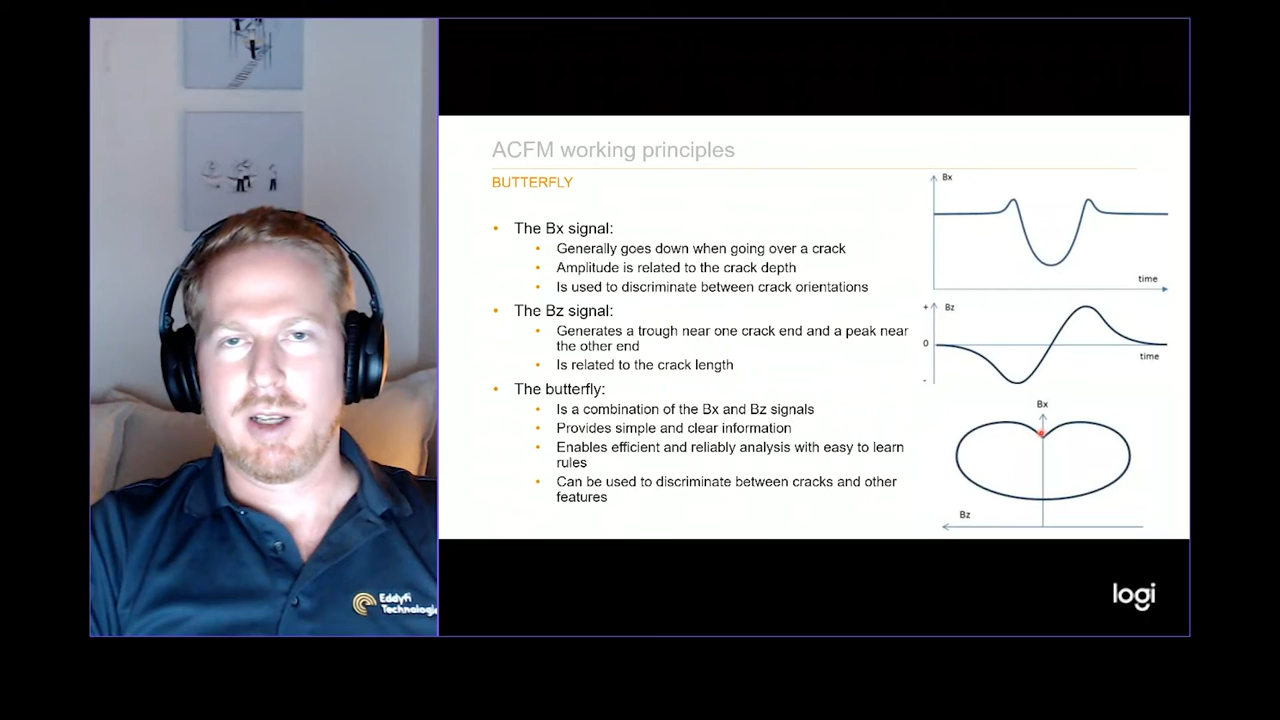 ACFM working principles
BUTTERFLY
• The Bx signal:
• Generally goes down when going over a crack
• Amplitude is related to the crack depth
• Is used to discriminate between crack orientations
• The Bz signal:
• Generates a trough near one crack end and a peak near
the other end
• Is related to the crack length
• The butterfly:
• Is a combination of the Bx and Bz signals
• Provides simple and clear information
• Enables efficient and reliably analysis with easy to learn
rules
• Can be used to discriminate between cracks and other
features
Bx
time
+
Bz
0
time
-
Bx
Bz
Eddyfi
Technologie
logi